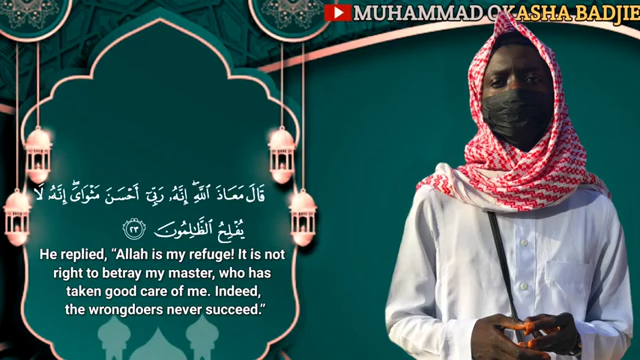 MUHAMMAD OKASHA BADJIE
قَالَ مَعَاذَ ٱللَّهِ ۖ إِنَّهُۥ رَبِّىٓ أَحْسَنَ مَثْوَاىَ ۖ إِنَّهُۥ لَا
يُفْلِحُ ٱلظَّـٰلِمُونَ ٢٣
He replied, “Allah is my refuge! It is not
right to betray my master, who has
taken good care of me. Indeed,
the wrongdoers never succeed.”